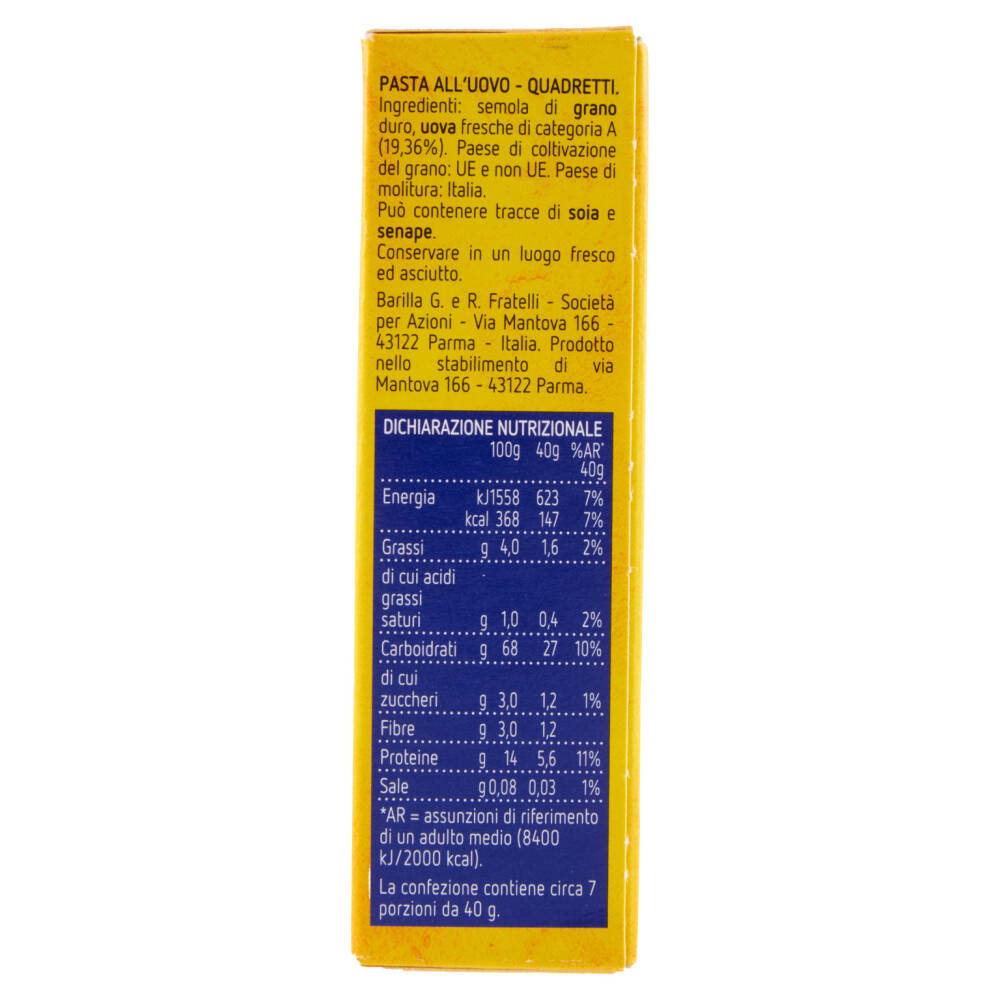 PASTA ALL'UOVO - QUADRETTI.
Ingredienti: semola di grano
duro, uova fresche di categoria A
(19,36%). Paese di coltivazione
del grano: UE e non UE. Paese di
molitura: Italia.
Può contenere tracce di soia e
senape.
Conservare in un luogo fresco
ed asciutto.
Barilla G. e R. Fratelli - Società
per Azioni - Via Mantova 166 -
43122 Parma - Italia. Prodotto
nello stabilimento di via
Mantova 166 - 43122 Parma.
DICHIARAZIONE NUTRIZIONALE
100g 40g %AR*
40g
Energia kJ1558 623 7%
kcal 368 147 7%
Grassi g 4,0 1,6 2%
di cui acidi
grassi
saturi g 1,0 0,4 2%
Carboidrati g 68 27 10%
di cui
zuccheri g 3,0 1,2 1%
Fibre g 3,0 1,2
Proteine g 14 5,6 11%
Sale g0,08 0,03 1%
*AR = assunzioni di riferimento
di un adulto medio (8400
kJ/2000 kcal).
La confezione contiene circa 7
porzioni da 40 g.